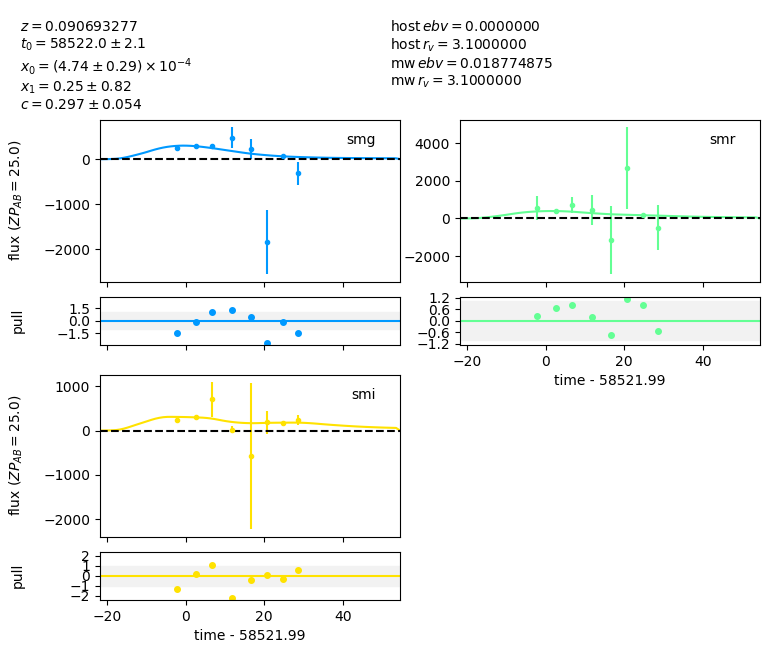 z = 0.090693277
t₀ = 58522.0 ± 2.1
x₀ = (4.74 ± 0.29) × 10⁻⁴
x₁ = 0.25 ± 0.82
c = 0.297 ± 0.054
host ebv = 0.0000000
host r_v = 3.1000000
mw ebv = 0.018774875
mw r_v = 3.1000000
smg
flux (ZP_AB = 25.0)
0
−1000
−2000
pull
1.5
0.0
−1.5
smr
4000
2000
0
−2000
1.2
0.6
0.0
−0.6
−1.2
−20 0 20 40
time - 58521.99
smi
flux (ZP_AB = 25.0)
1000
0
−1000
−2000
pull
2
1
0
−1
−2
−20 0 20 40
time - 58521.99